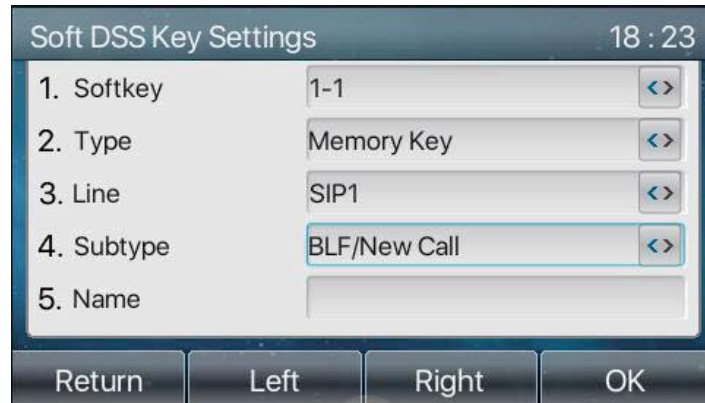 Soft DSS Key Settings 18 : 23
1. Softkey 1-1 < >
2. Type Memory Key < >
3. Line SIP1 < >
4. Subtype BLF/New Call < >
5. Name
Return Left Right OK